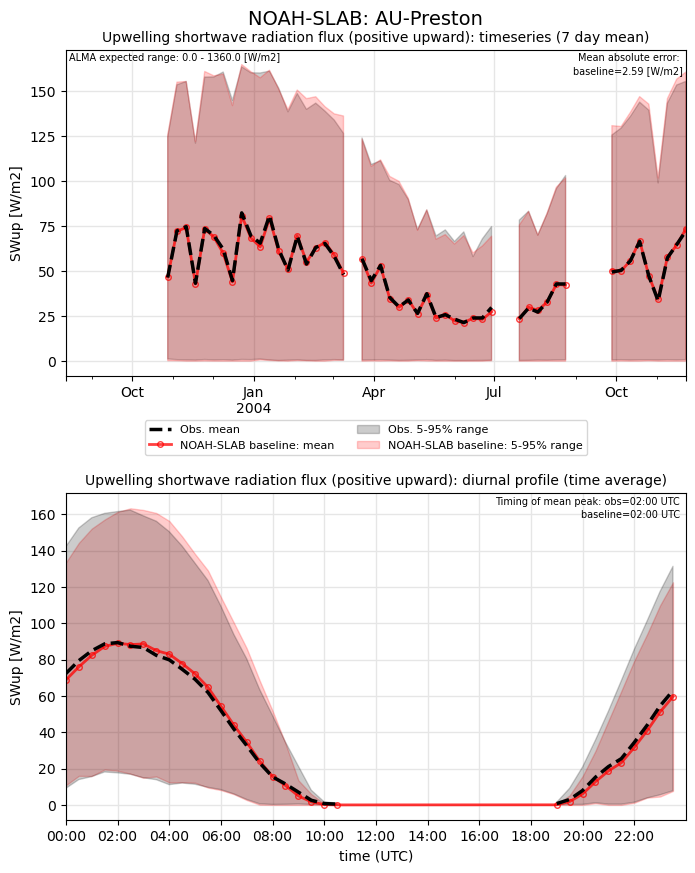 NOAH-SLAB: AU-Preston
Upwelling shortwave radiation flux (positive upward): timeseries (7 day mean)
ALMA expected range: 0.0 - 1360.0 [W/m2]
Mean absolute error:
baseline=2.59 [W/m2]
150
125
100
75
50
25
0
SWup [W/m2]
Oct
Jan
2004
Apr
Jul
Oct
Obs. mean
NOAH-SLAB baseline: mean
Obs. 5-95% range
NOAH-SLAB baseline: 5-95% range
Upwelling shortwave radiation flux (positive upward): diurnal profile (time average)
Timing of mean peak: obs=02:00 UTC
baseline=02:00 UTC
160
140
120
100
80
60
40
20
0
SWup [W/m2]
00:00 02:00 04:00 06:00 08:00 10:00 12:00 14:00 16:00 18:00 20:00 22:00
time (UTC)